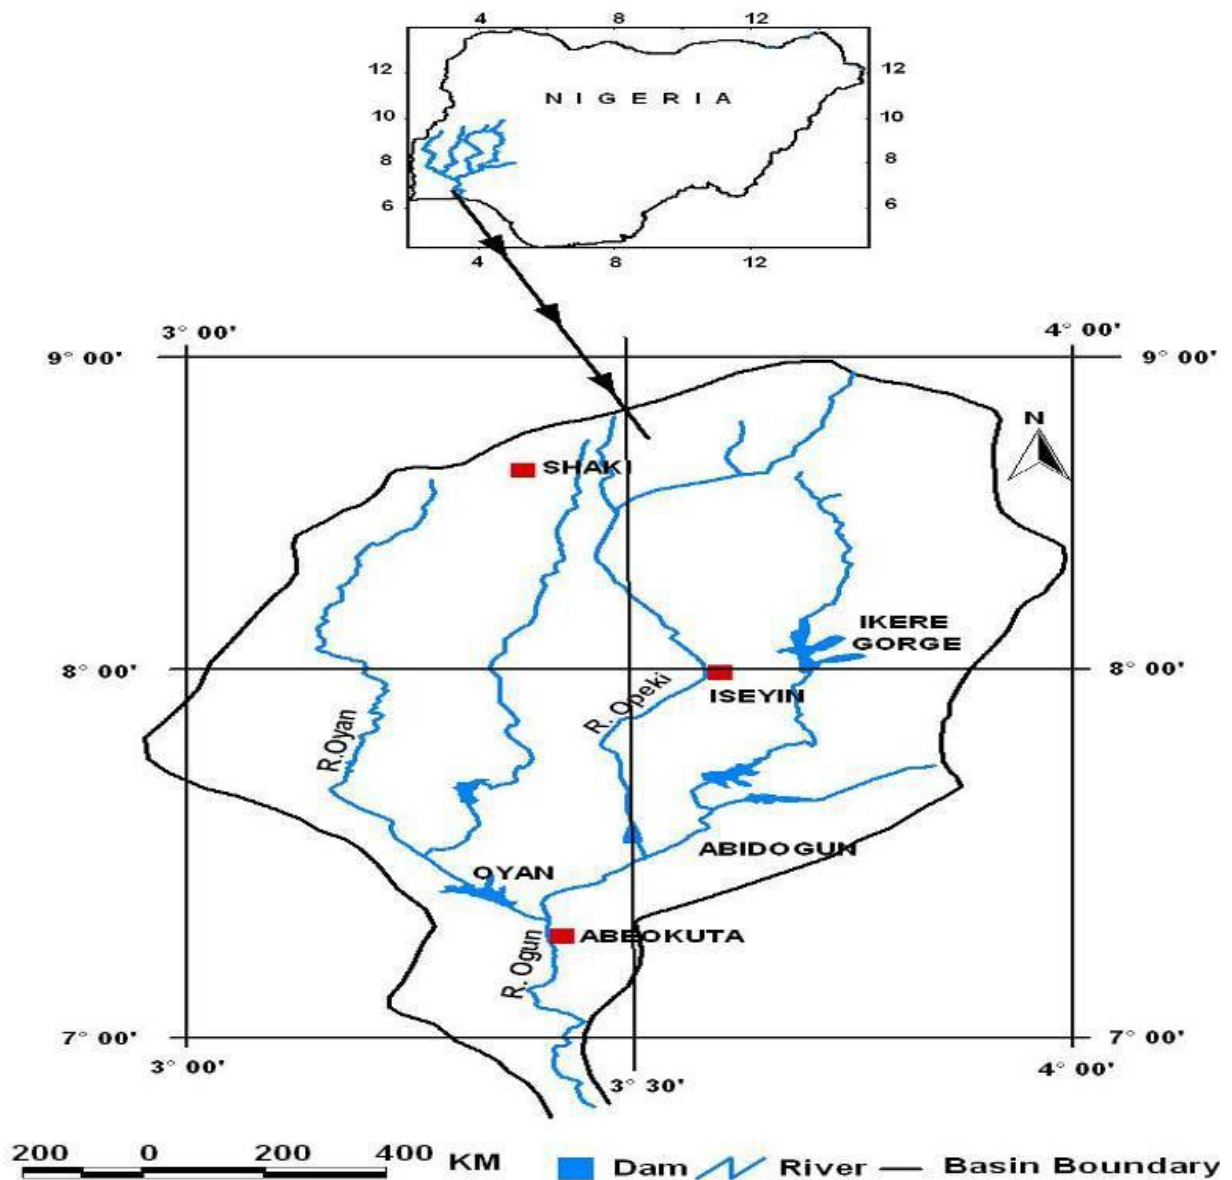 4 8 12
12 12
NIGERIA
10 10
8 8
6 6
4 8 12
3° 00' 4° 00'
9° 00' 9° 00'
N
SHAKI
IKERE
GORGE
8° 00' 8° 00'
R. Opeki
ISEYIN
R.Oyan
ABIDOGUN
OYAN
ABEOKUTA
R. Ogun
7° 00' 7° 00'
3° 00' 3° 30' 4° 00'
200 0 200 400 KM
Dam River Basin Boundary